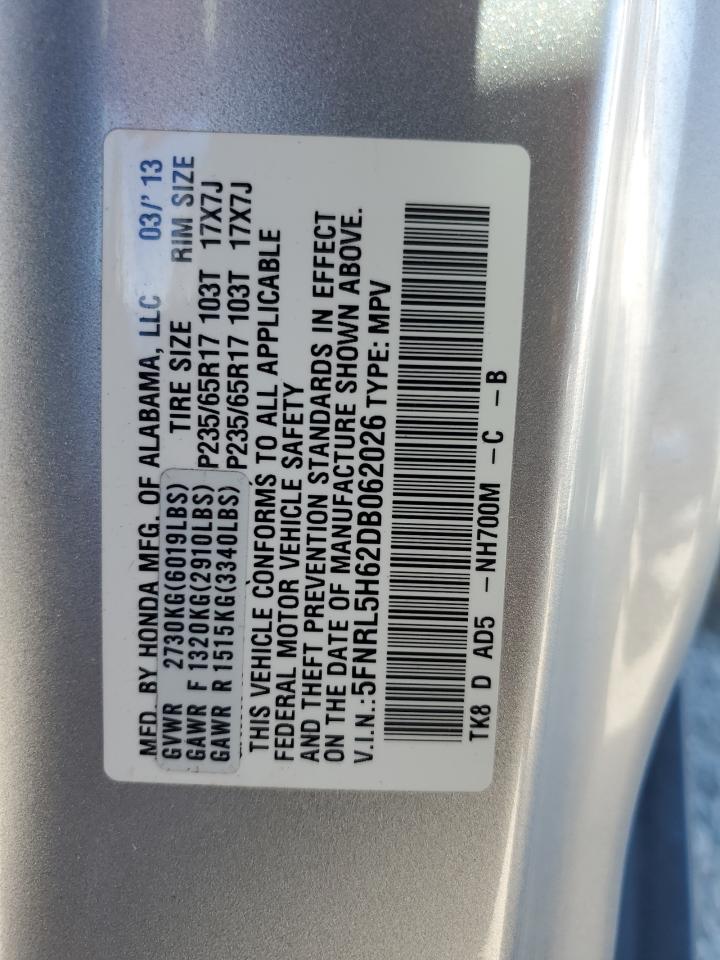 MFD. BY HONDA MFG. OF ALABAMA, LLC 03/'13
GVWR 2730KG(6019LBS) TIRE SIZE RIM SIZE
GAWR F 1320KG(2910LBS) P235/65R17 103T 17X7J
GAWR R 1515KG(3340LBS) P235/65R17 103T 17X7J
THIS VEHICLE CONFORMS TO ALL APPLICABLE
FEDERAL MOTOR VEHICLE SAFETY
AND THEFT PREVENTION STANDARDS IN EFFECT
ON THE DATE OF MANUFACTURE SHOWN ABOVE.
V.I.N.:5FNRL5H62DB062026 TYPE: MPV
TK8 D AD5 -NH700M -C -B